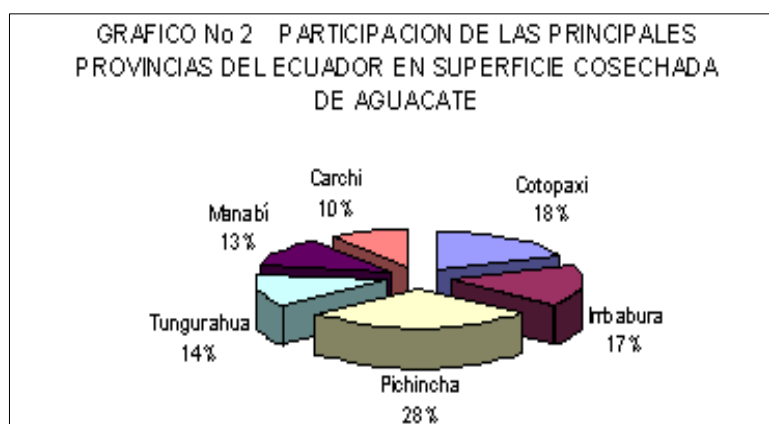 GRAFICO No 2 PARTICIPACION DE LAS PRINCIPALES
PROVINCIAS DEL ECUADOR EN SUPERFICIE COSECHADA
DE AGUACATE
Carchi
10%
Cotopaxi
18%
Manabí
13%
Imbabura
17%
Tungurahua
14%
Pichincha
28%